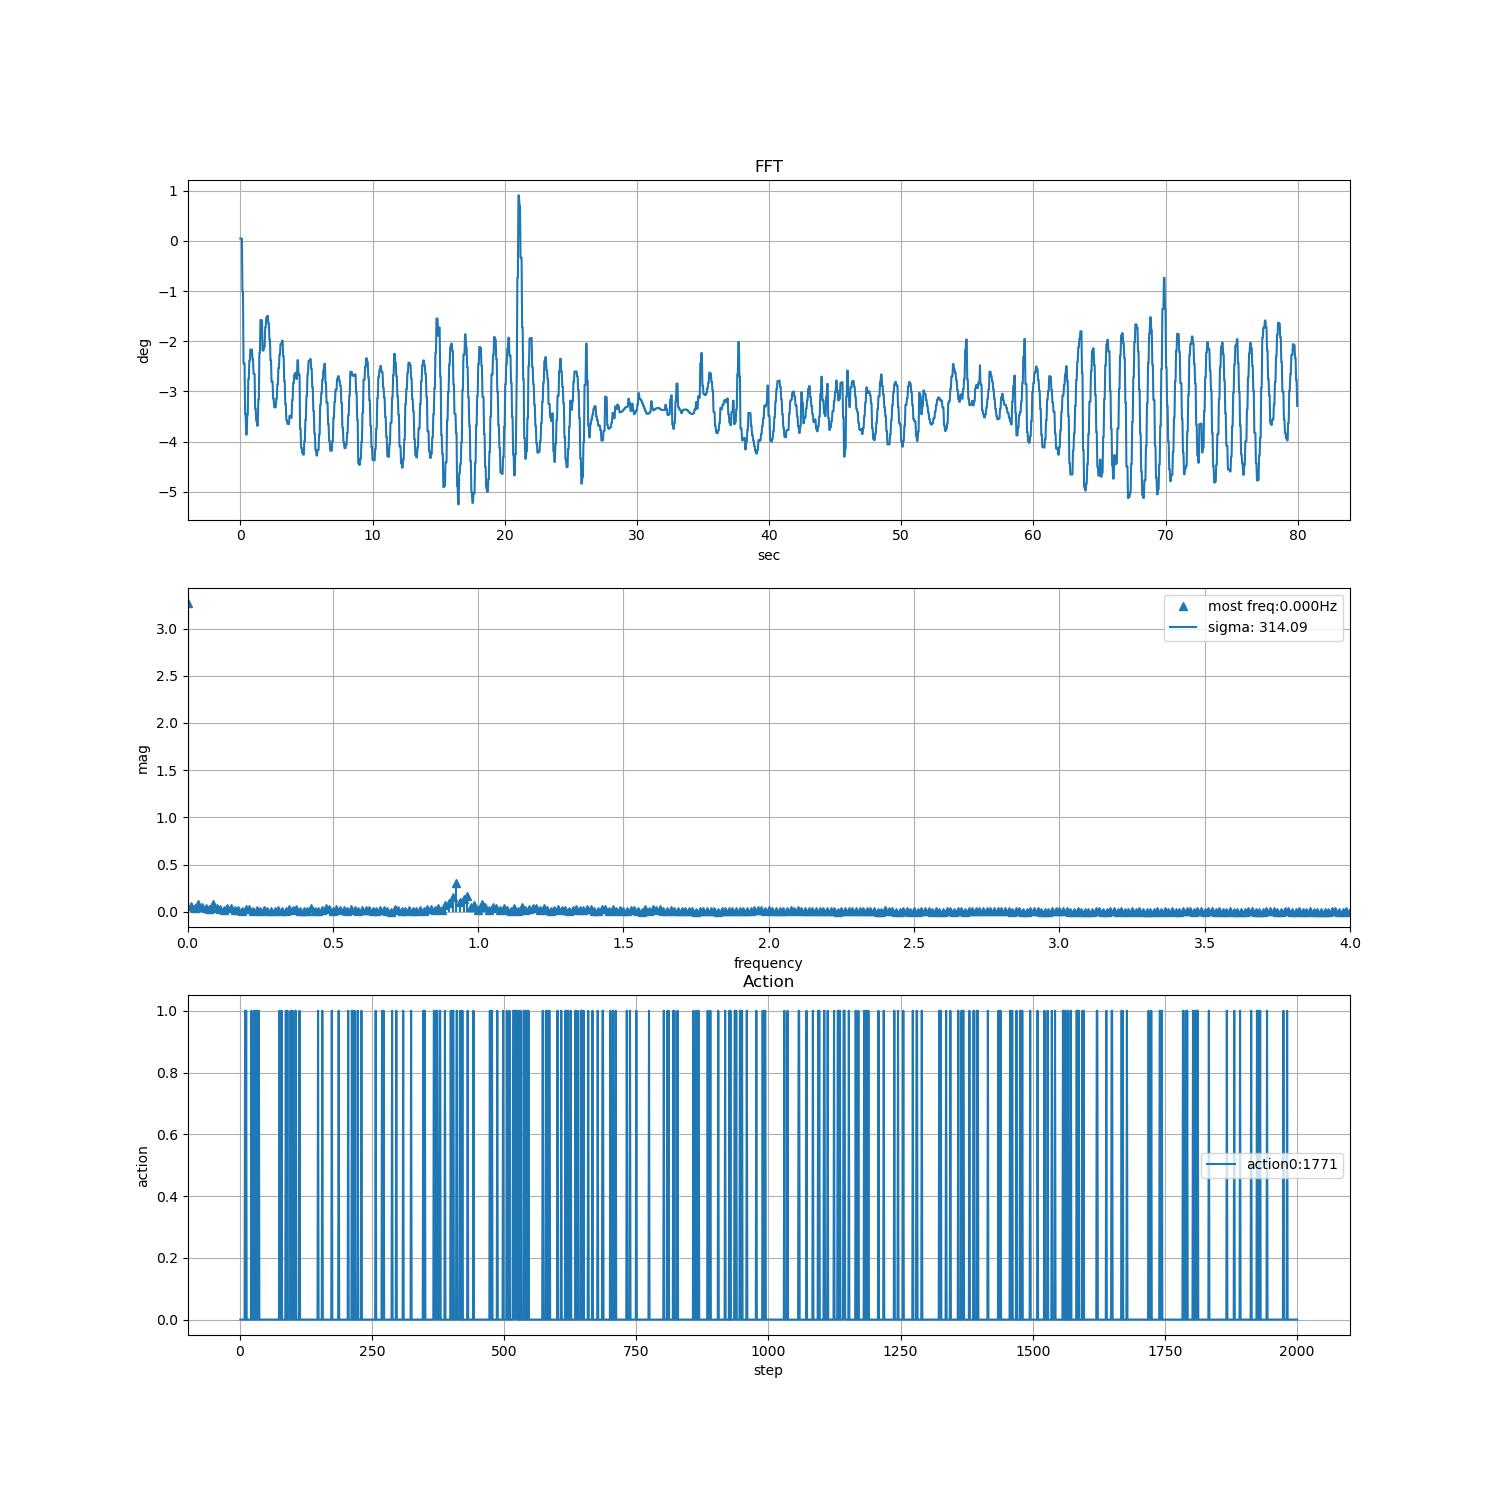 FFT
1
0
−1
−2
−3
−4
−5
deg
0 10 20 30 40 50 60 70 80
sec
most freq:0.000Hz
sigma: 314.09
3.0
2.5
2.0
1.5
1.0
0.5
0.0
mag
0.0 0.5 1.0 1.5 2.0 2.5 3.0 3.5 4.0
frequency
Action
1.0
0.8
0.6
0.4
0.2
0.0
action
action0:1771
0 250 500 750 1000 1250 1500 1750 2000
step